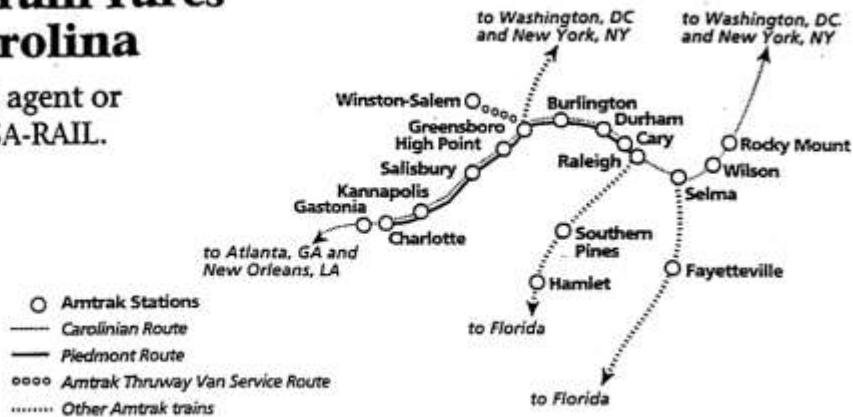 rolina
agent or
GA-RAIL.
to Washington, DC
and New York, NY
to Washington, DC
and New York, NY
Winston-Salem
Burlington
Durham
Greensboro
Cary
High Point
Raleigh
Rocky Mount
Salisbury
Wilson
Selma
Kannapolis
Gastonia
Charlotte
to Atlanta, GA and
New Orleans, LA
Southern
Pines
Hamlet
Fayetteville
to Florida
to Florida
Amtrak Stations
Carolinian Route
Piedmont Route
Amtrak Thruway Van Service Route
Other Amtrak trains